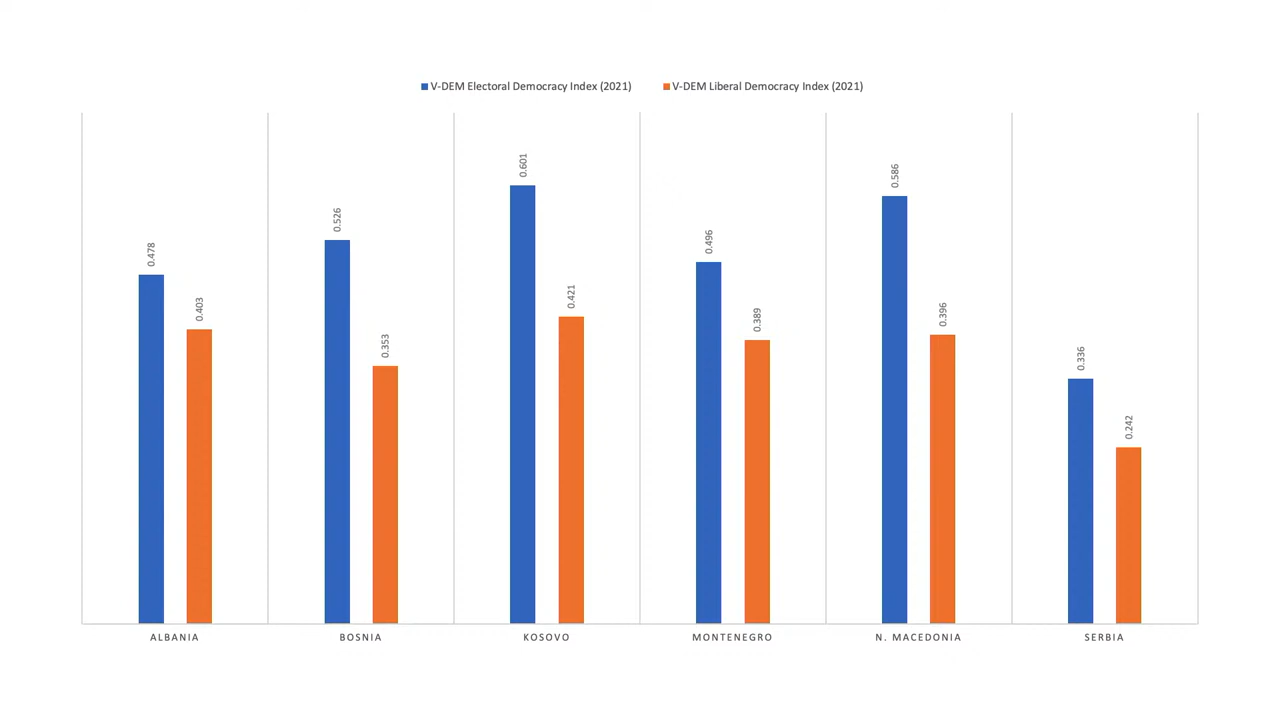 V-DEM Electoral Democracy Index (2021) V-DEM Liberal Democracy Index (2021)
0.478 0.403 0.526 0.353 0.601 0.421 0.496 0.389 0.586 0.396 0.336 0.242
ALBANIA BOSNIA KOSOVO MONTENEGRO N. MACEDONIA SERBIA